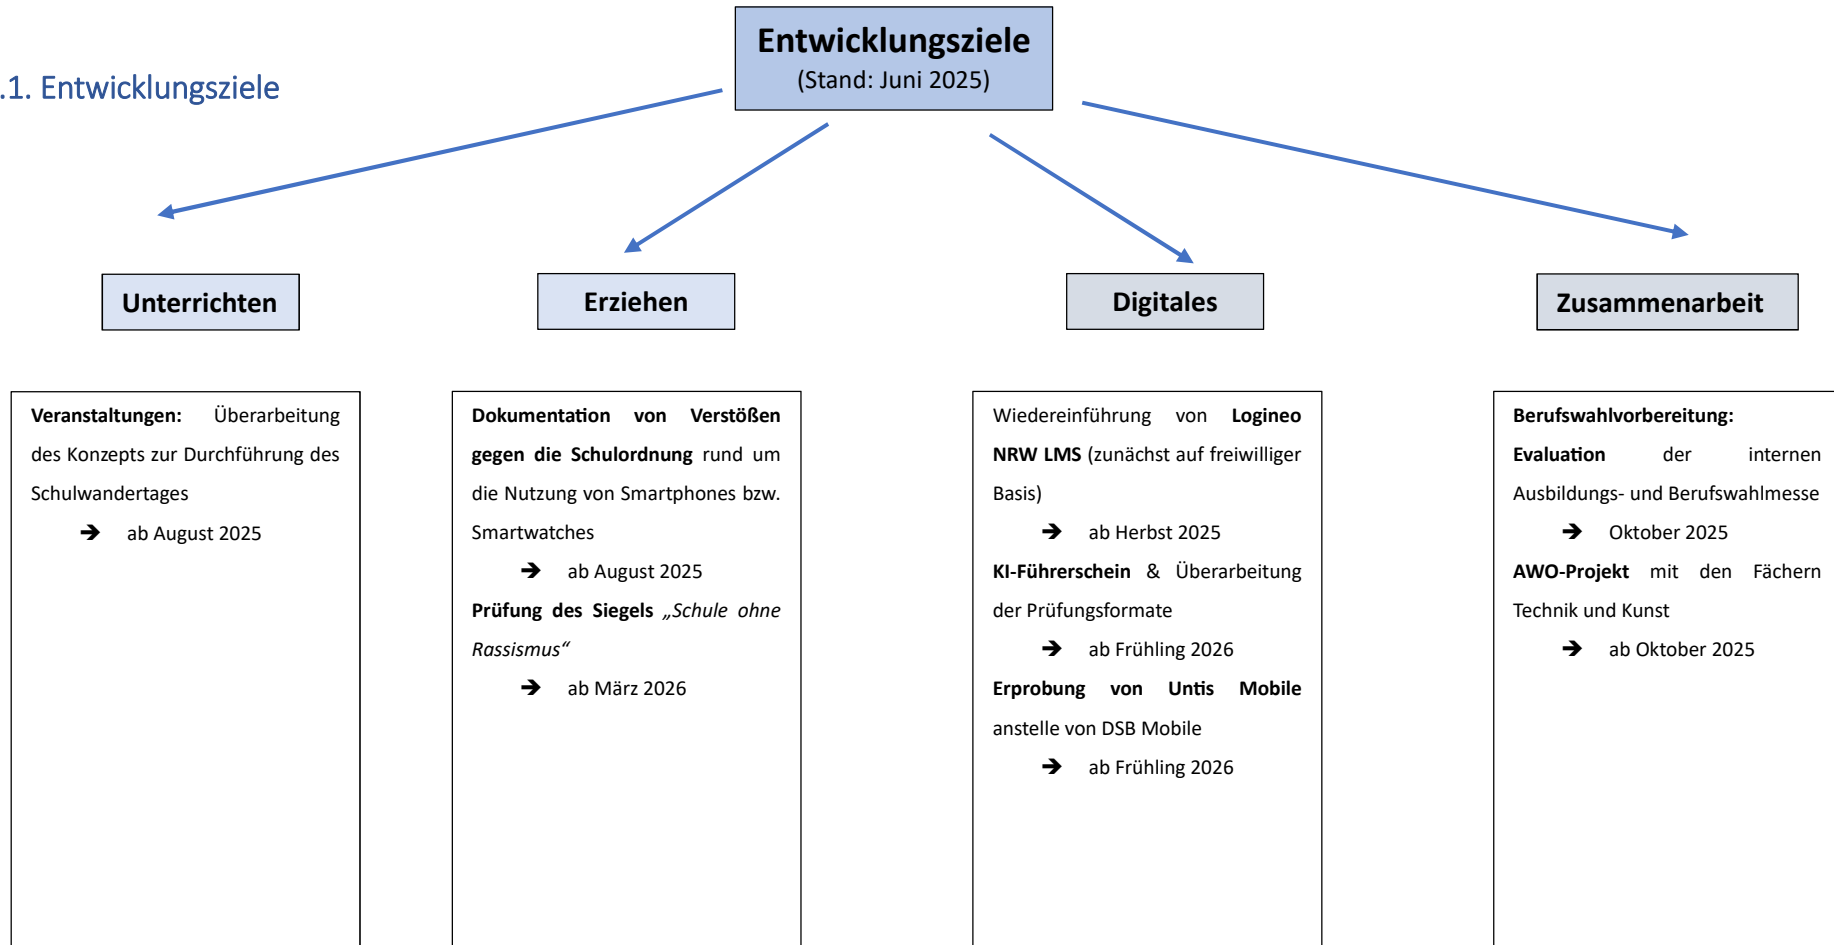 .1. Entwicklungsziele
Entwicklungsziele
(Stand: Juni 2025)
Unterrichten
Erziehen
Digitales
Zusammenarbeit
Veranstaltungen: Überarbeitung
des Konzepts zur Durchführung des
Schulwandertages
➔ ab August 2025
Dokumentation von Verstößen
gegen die Schulordnung rund um
die Nutzung von Smartphones bzw.
Smartwatches
➔ ab August 2025
Prüfung des Siegels „Schule ohne
Rassismus“
➔ ab März 2026
Wiedereinführung von Logineo
NRW LMS (zunächst auf freiwilliger
Basis)
➔ ab Herbst 2025
KI-Führerschein & Überarbeitung
der Prüfungsformate
➔ ab Frühling 2026
Erprobung von Untis Mobile
anstelle von DSB Mobile
➔ ab Frühling 2026
Berufswahlvorbereitung:
Evaluation der internen
Ausbildungs- und Berufswahlmesse
➔ Oktober 2025
AWO-Projekt mit den Fächern
Technik und Kunst
➔ ab Oktober 2025